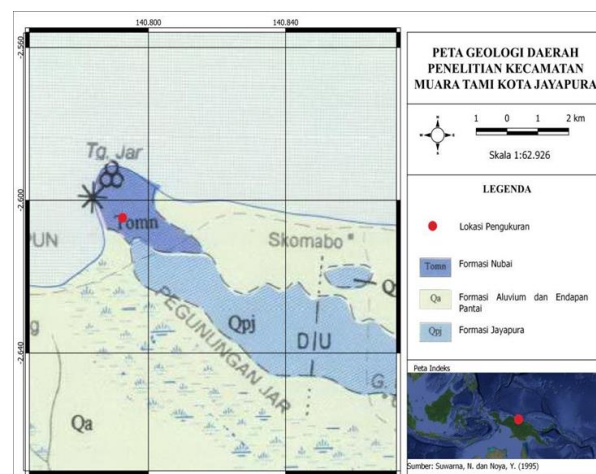 140.800
140.840
-2.560
-2.600
-2.640
Tg. Jar
Tomn
Skomabo
PEGUNUNGAN JAR
Qpj
D/U
G.
Qa
PETA GEOLOGI DAERAH
PENELITIAN KECAMATAN
MUARA TAMI KOTA JAYAPURA
1 0 1 2 km
Skala 1:62.926
LEGENDA
Lokasi Pengukuran
Tomn Formasi Nubai
Qa Formasi Aluvium dan Endapan
Pantai
Qpj Formasi Jayapura
Peta Indeks
Sumber: Suwarna, N. dan Noya, Y. (1995)